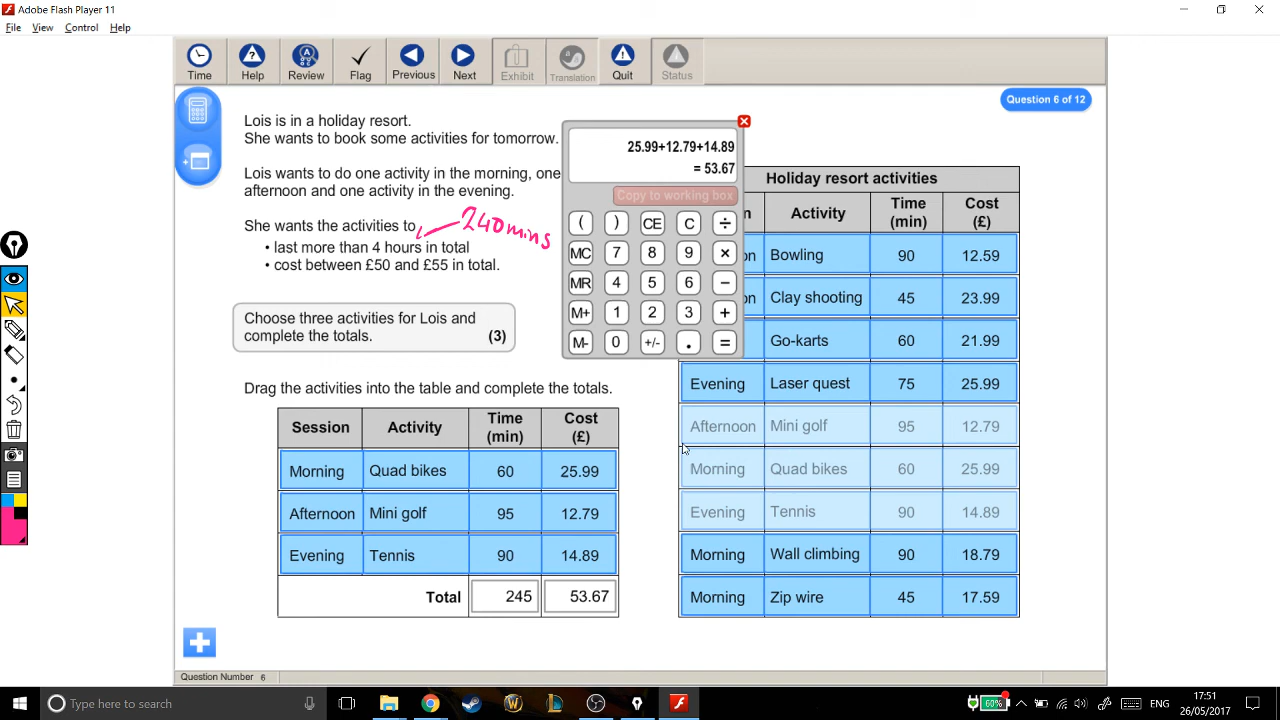 Adobe Flash Player 11
File View Control Help
Time Help Review Flag Previous Next Exhibit Translation Quit Status
Question 6 of 12
Lois is in a holiday resort.
She wants to book some activities for tomorrow.
Lois wants to do one activity in the morning, one
afternoon and one activity in the evening.
She wants the activities to
240mins
• last more than 4 hours in total
• cost between £50 and £55 in total.
Choose three activities for Lois and
complete the totals. (3)
Drag the activities into the table and complete the totals.
Session Activity Time (min) Cost (£)
Morning Quad bikes 60 25.99
Afternoon Mini golf 95 12.79
Evening Tennis 90 14.89
Total 245 53.67
25.99+12.79+14.89
= 53.67
Copy to working box
( ) CE C ÷
MC 7 8 9 ×
MR 4 5 6 −
M+ 1 2 3 +
M- 0 +/- . =
Holiday resort activities
n Activity Time (min) Cost (£)
on Bowling 90 12.59
on Clay shooting 45 23.99
Go-karts 60 21.99
Evening Laser quest 75 25.99
Afternoon Mini golf 95 12.79
Morning Quad bikes 60 25.99
Evening Tennis 90 14.89
Morning Wall climbing 90 18.79
Morning Zip wire 45 17.59
Question Number 6
Type here to search
60%
ENG
17:51
26/05/2017